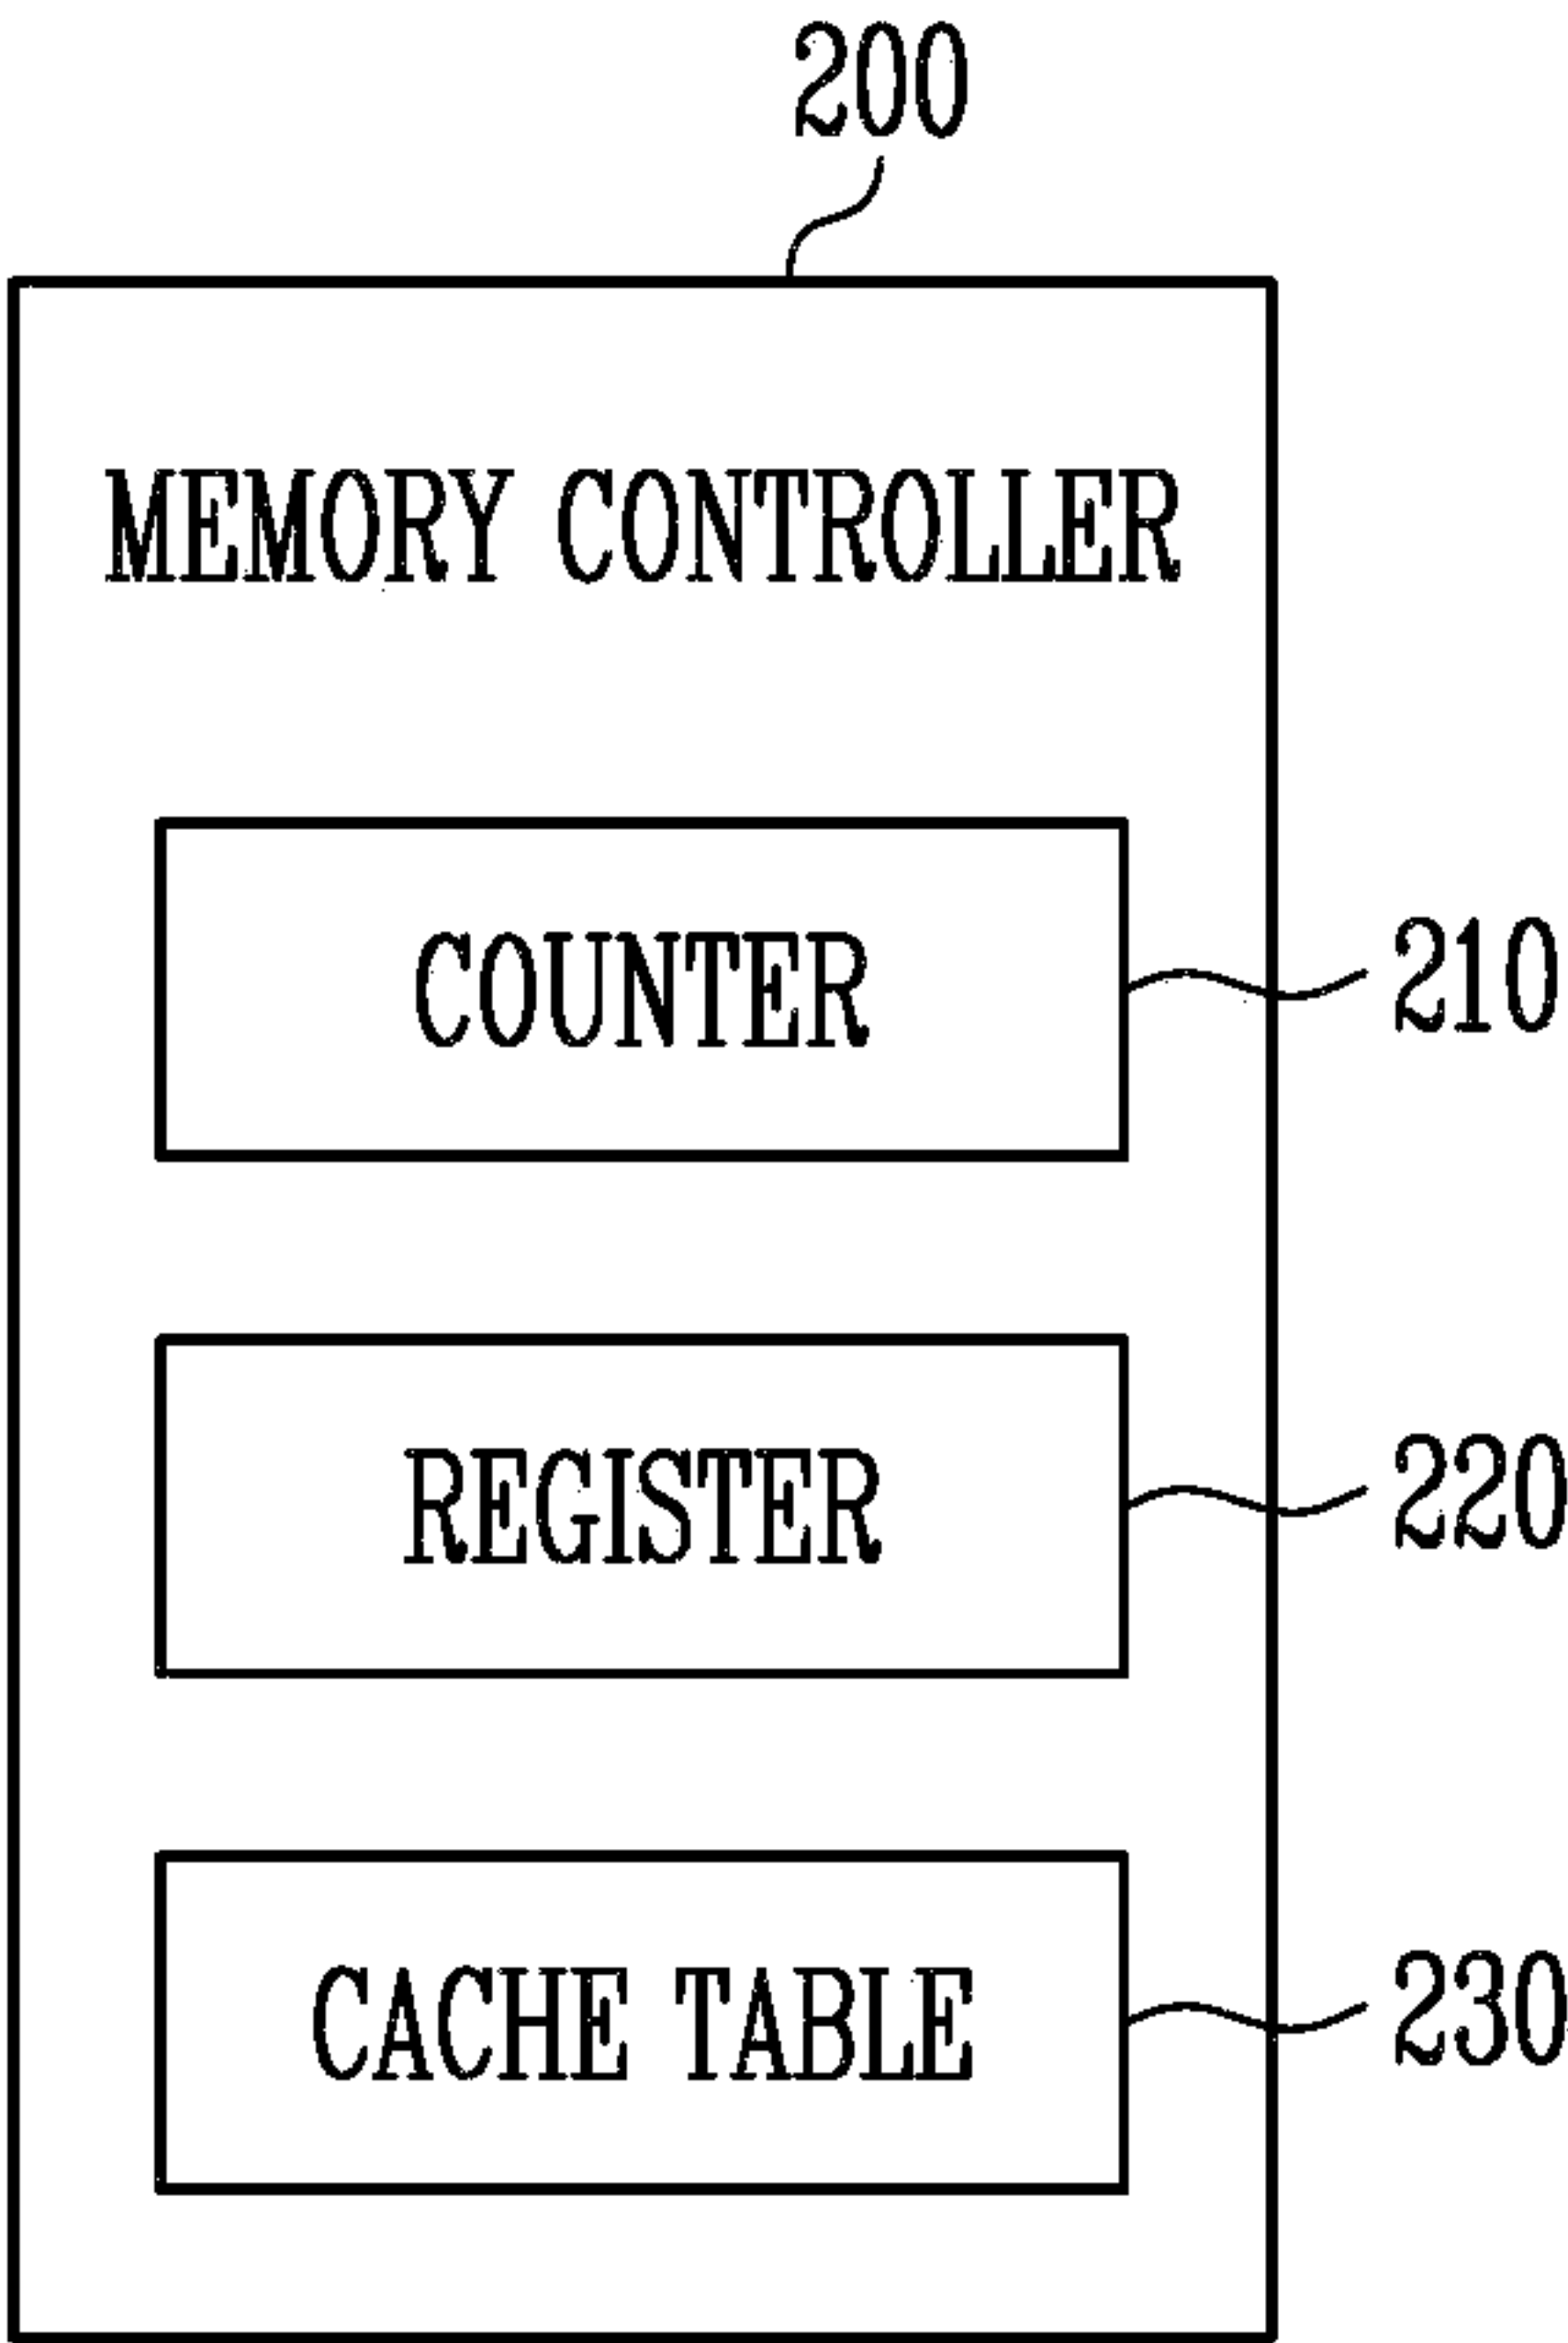 200
MEMORY CONTROLLER
COUNTER
210
REGISTER
220
CACHE TABLE
230